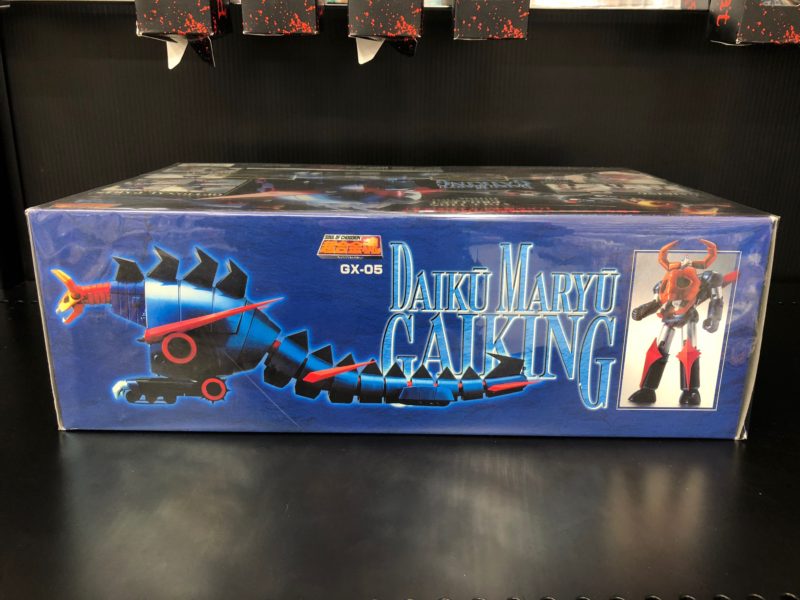 SOUL OF CHOGOKIN
超合金魂
GX-05
DAIKŪ MARYŪ
GAIKING